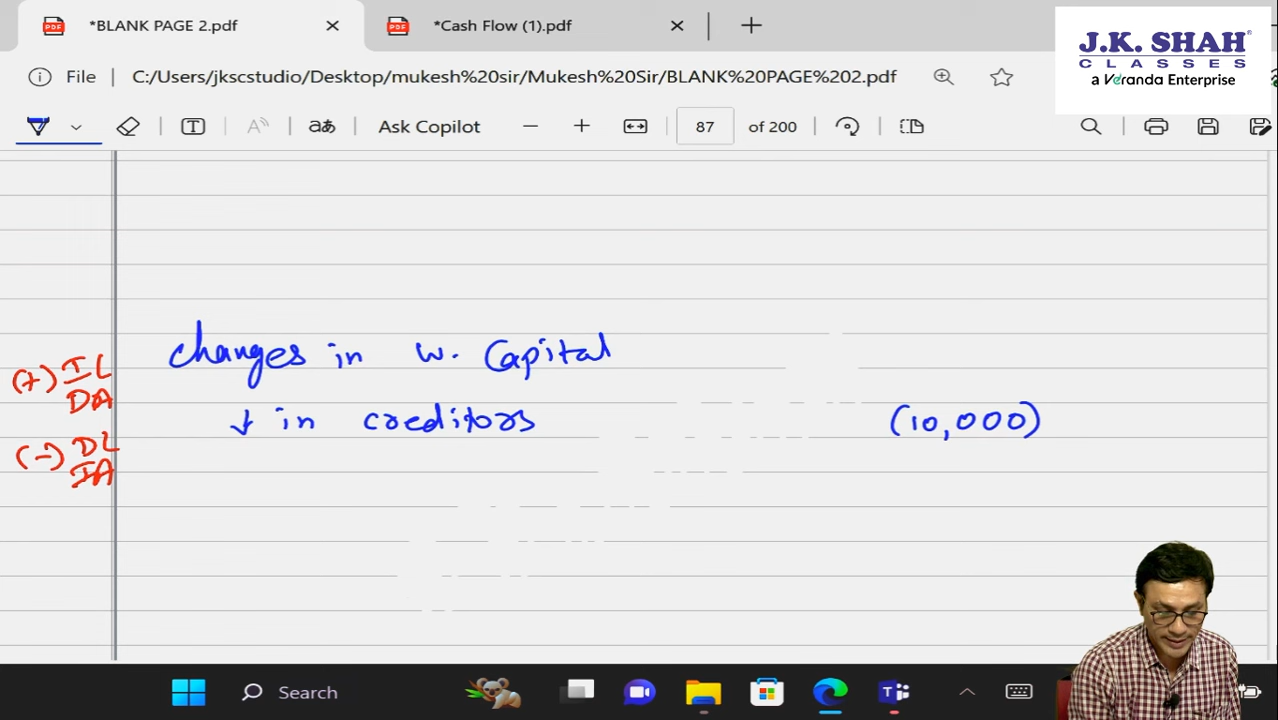 *BLANK PAGE 2.pdf
*Cash Flow (1).pdf
J.K. SHAH®
CLASSES
a Veranda Enterprise
File C:/Users/jkscstudio/Desktop/mukesh%20sir/Mukesh%20Sir/BLANK%20PAGE%202.pdf
aあ Ask Copilot 87 of 200
changes in w. Capital
(+) IL
DA
↓ in creditors (10,000)
(-) DL
IA
Search